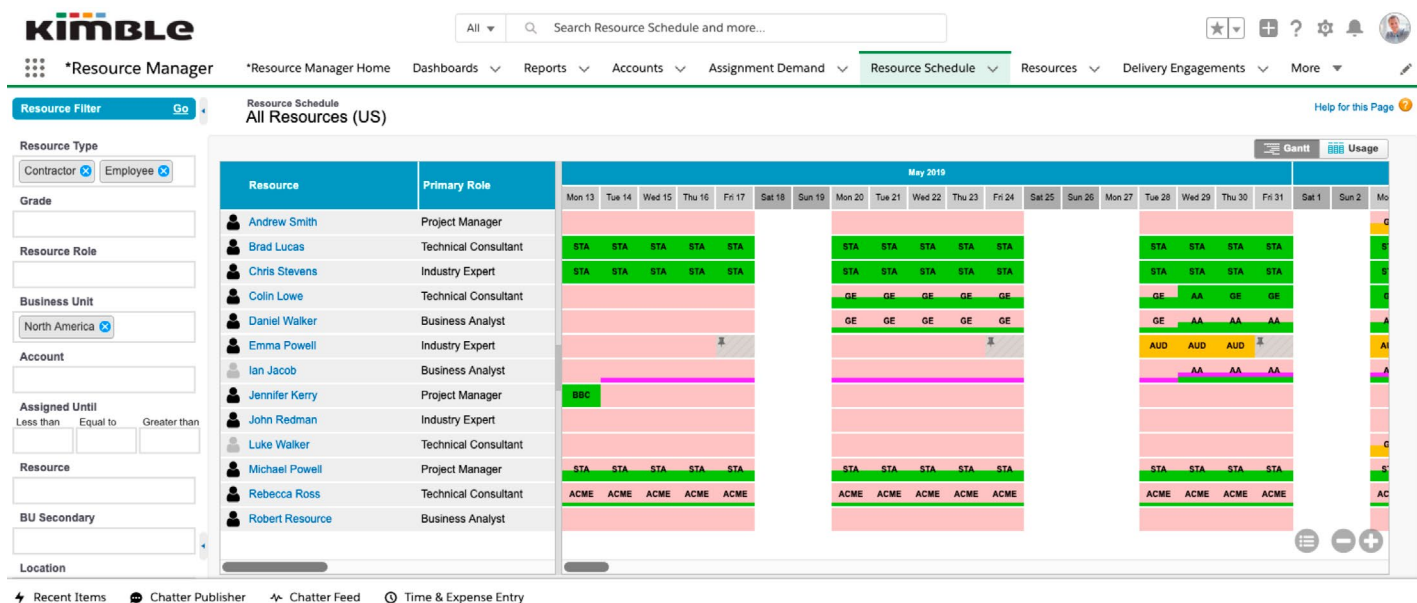 KimBLe
All
Search Resource Schedule and more...
*Resource Manager
*Resource Manager Home
Dashboards
Reports
Accounts
Assignment Demand
Resource Schedule
Resources
Delivery Engagements
More
Resource Filter
Go
Resource Schedule
All Resources (US)
Help for this Page
Resource Type
Contractor
Employee
Grade
Resource Role
Business Unit
North America
Account
Assigned Until
Less than Equal to Greater than
Resource
BU Secondary
Location
Gantt
Usage
Resource Primary Role May 2019
Mon 13 Tue 14 Wed 15 Thu 16 Fri 17 Sat 18 Sun 19 Mon 20 Tue 21 Wed 22 Thu 23 Fri 24 Sat 25 Sun 26 Mon 27 Tue 28 Wed 29 Thu 30 Fri 31 Sat 1 Sun 2 Mo
Andrew Smith Project Manager
Brad Lucas Technical Consultant STA STA STA STA STA STA STA STA STA STA STA STA STA STA
Chris Stevens Industry Expert STA STA STA STA STA STA STA STA STA STA STA STA STA STA
Colin Lowe Technical Consultant GE GE GE GE GE GE AA GE GE
Daniel Walker Business Analyst GE GE GE GE GE GE AA AA AA
Emma Powell Industry Expert AUD AUD AUD
Ian Jacob Business Analyst AA AA AA
Jennifer Kerry Project Manager BBC
John Redman Industry Expert
Luke Walker Technical Consultant
Michael Powell Project Manager STA STA STA STA STA STA STA STA STA STA STA STA STA STA
Rebecca Ross Technical Consultant ACME ACME ACME ACME ACME ACME ACME ACME ACME ACME ACME ACME ACME ACME
Robert Resource Business Analyst
Recent Items
Chatter Publisher
Chatter Feed
Time & Expense Entry